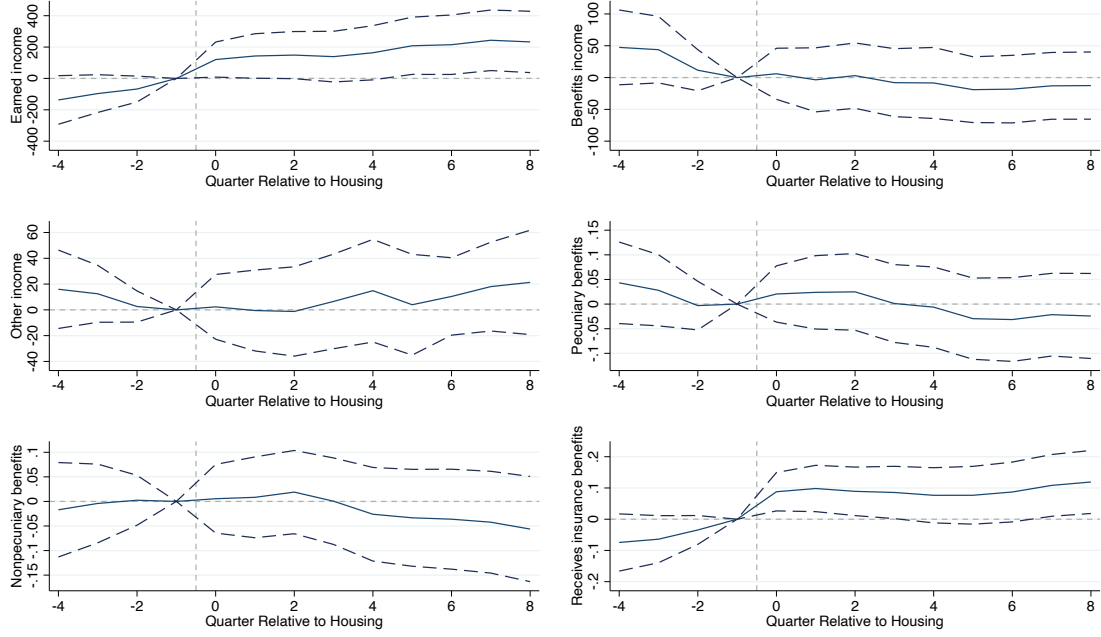 Earned income
400
200
0
-200
-400
-4 -2 0 2 4 6 8
Quarter Relative to Housing
Benefits income
100
50
0
-50
-100
-4 -2 0 2 4 6 8
Quarter Relative to Housing
Other income
60
40
20
0
-20
-40
-4 -2 0 2 4 6 8
Quarter Relative to Housing
Pecuniary benefits
.15
.1
.05
0
-.05
-.1
-4 -2 0 2 4 6 8
Quarter Relative to Housing
Nonpecuniary benefits
.1
.05
0
-.05
-.1
-.15
-4 -2 0 2 4 6 8
Quarter Relative to Housing
Receives insurance benefits
.2
.1
0
-.1
-.2
-4 -2 0 2 4 6 8
Quarter Relative to Housing